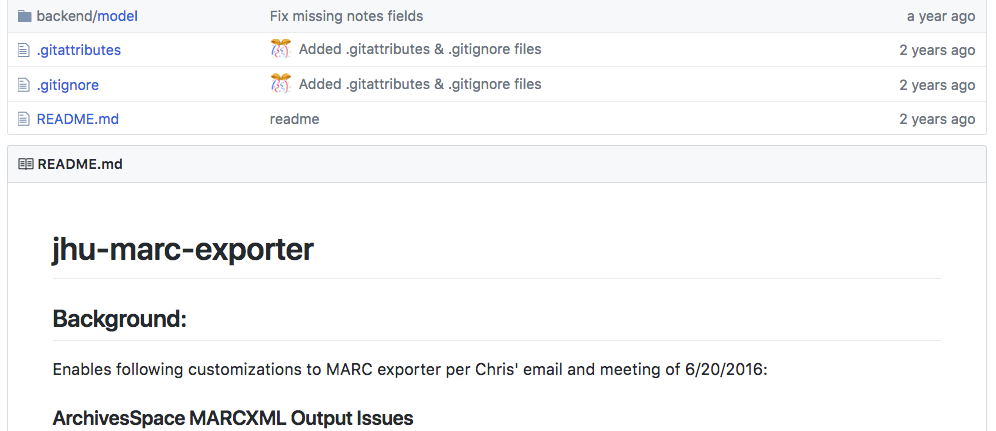 backend/model Fix missing notes fields a year ago
.gitattributes Added .gitattributes & .gitignore files 2 years ago
.gitignore Added .gitattributes & .gitignore files 2 years ago
README.md readme 2 years ago
README.md
jhu-marc-exporter
Background:
Enables following customizations to MARC exporter per Chris' email and meeting of 6/20/2016:
ArchivesSpace MARCXML Output Issues